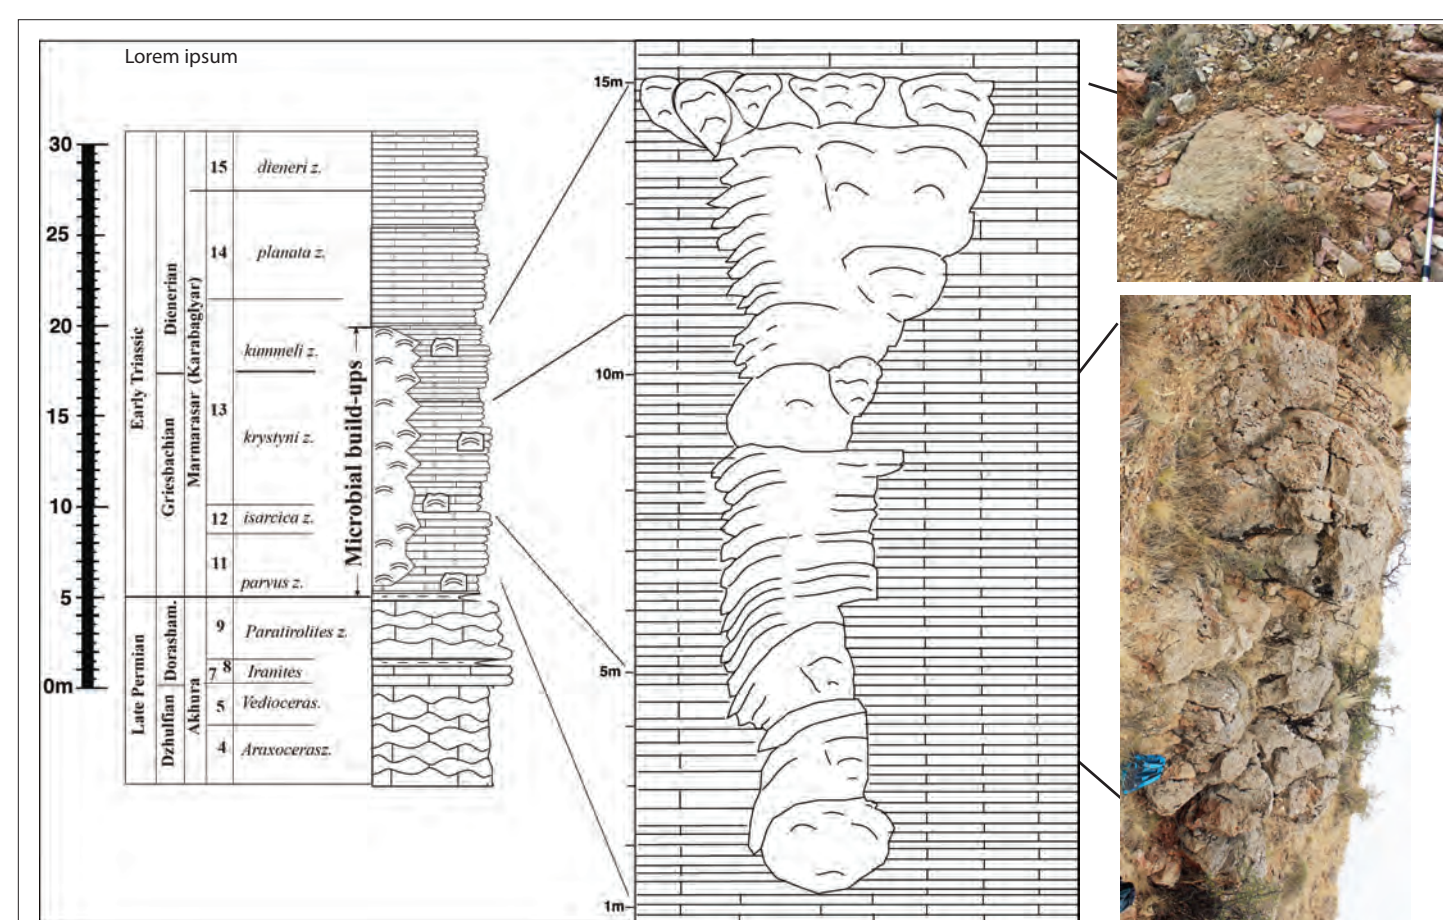 Lorem ipsum
30
25
20
15
10
5
0m
Early Triassic
Late Permian
Dienerian
Griesbachian
Dorasham.
Dzhulfian
Marmarasar (Karabaglyar)
Akhura
15 dieneri z.
14 planata z.
kummeli z.
13
krystyni z.
12 isarcica z.
11
parvus z.
9 Paratirolites z.
7 8 Iranites
5 Vedioceras.
4 Araxocerasz.
Microbial build-ups
15m
10m
5m
1m